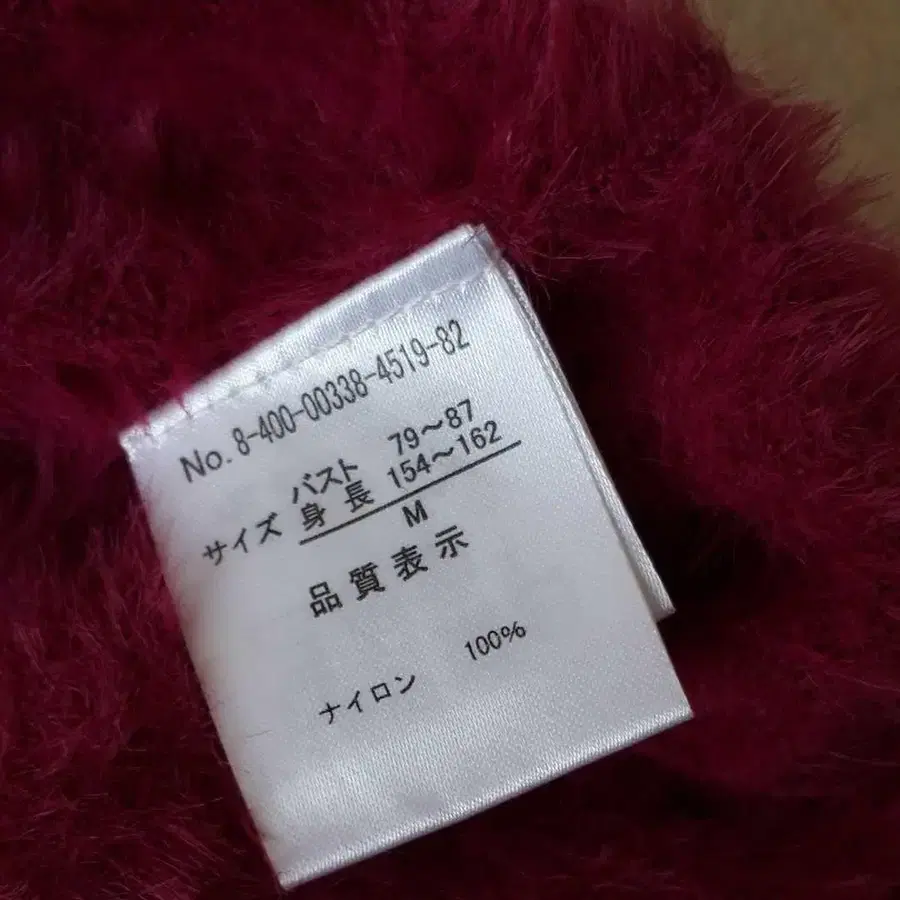 No. 8-400-00338-4519-82
バスト 79～87
サイズ 身長 154～162
M
品質表示
ナイロン 100%